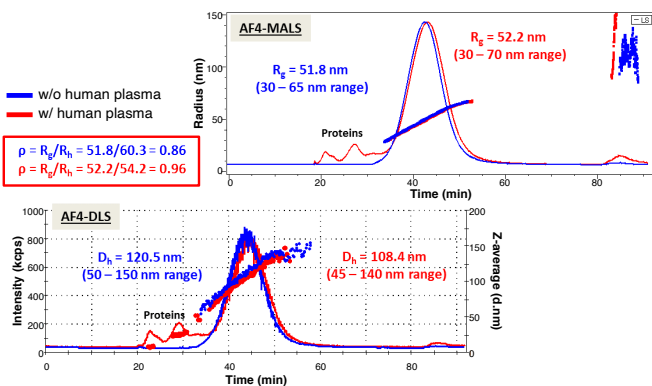 AF4-MALS
150
100
50
0
Radius (nm)
R_g = 51.8 nm
(30 – 65 nm range)
R_g = 52.2 nm
(30 – 70 nm range)
LS
Proteins
0 20 40 60 80
Time (min)
w/o human plasma
w/ human plasma
ρ = R_g/R_h = 51.8/60.3 = 0.86
ρ = R_g/R_h = 52.2/54.2 = 0.96
AF4-DLS
1000
800
600
400
200
0
Intensity (kcps)
D_h = 120.5 nm
(50 – 150 nm range)
D_h = 108.4 nm
(45 – 140 nm range)
Proteins
200
150
100
50
0
Z-average (d.nm)
0 20 40 60 80
Time (min)